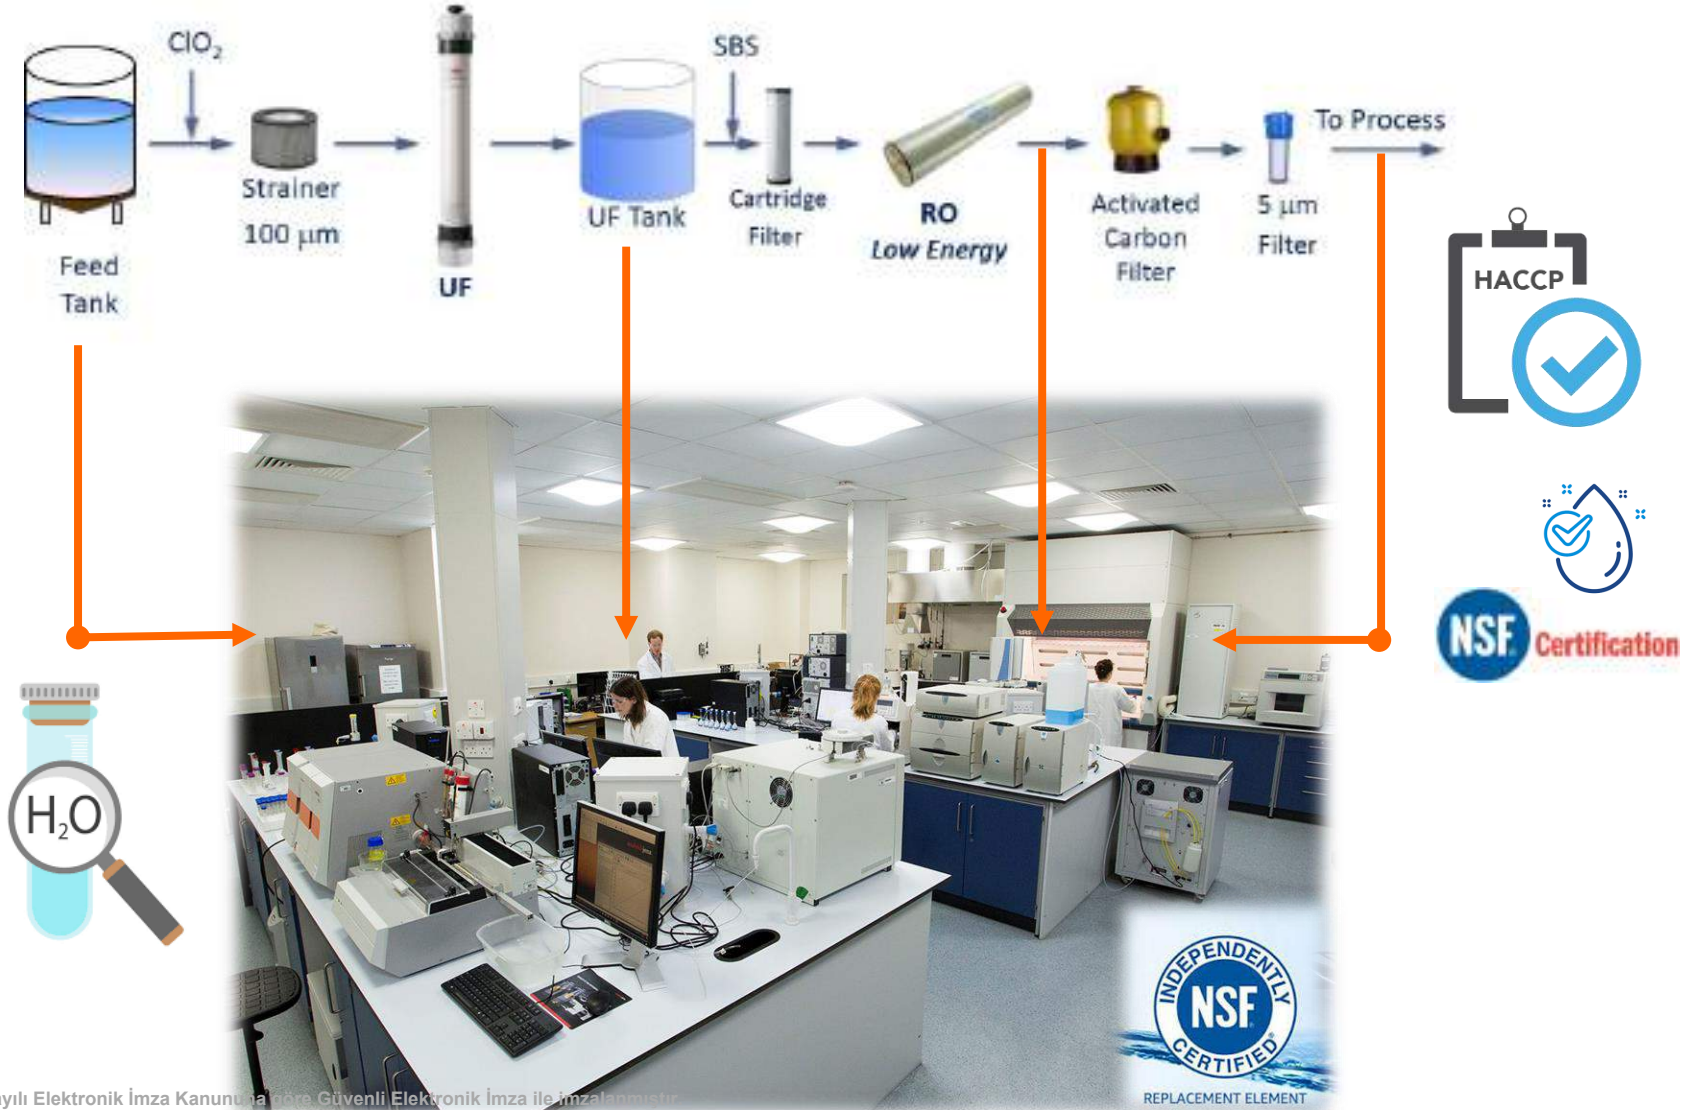 ClO₂
SBS
To Process
Strainer
100 µm
UF Tank
Cartridge
Filter
RO
Low Energy
Activated
Carbon
Filter
5 µm
Filter
Feed
Tank
UF
HACCP
NSF. Certification
H₂O
INDEPENDENTLY
NSF.
CERTIFIED
REPLACEMENT ELEMENT
Elektronik İmza Kanununa göre Güvenli Elektronik İmza ile imzalanmıştır